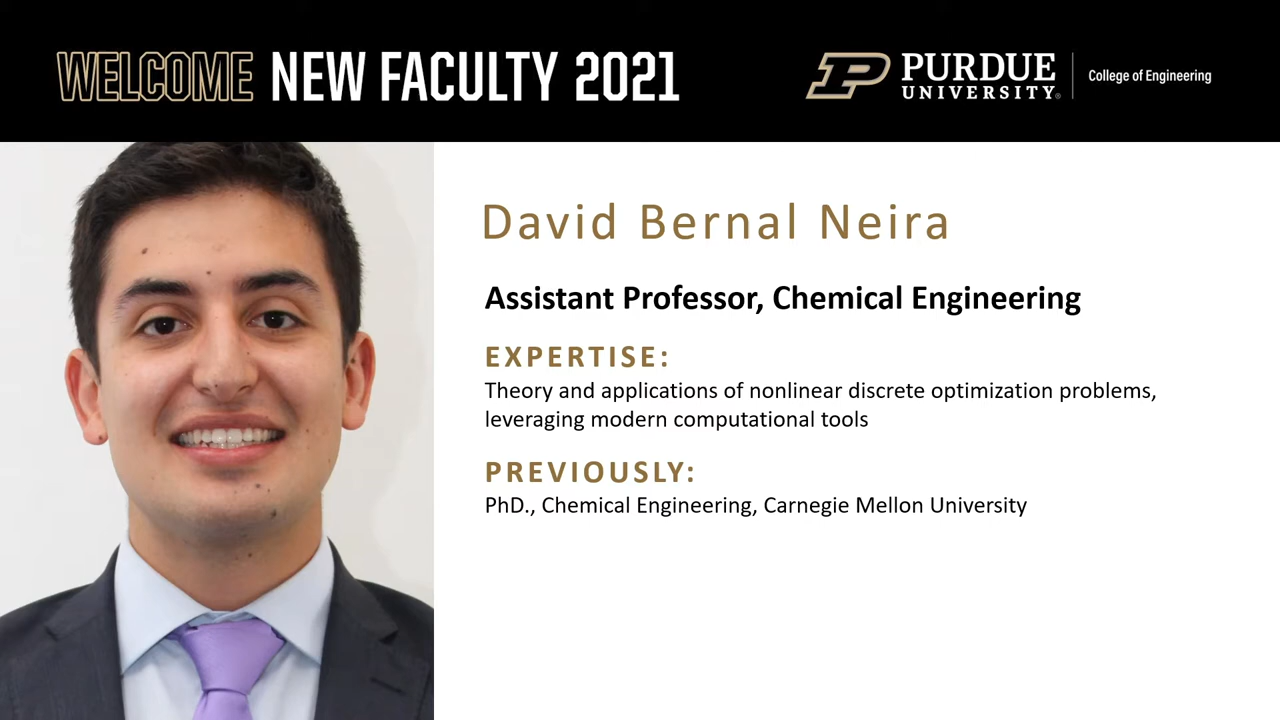 WELCOME NEW FACULTY 2021
P PURDUE UNIVERSITY® College of Engineering
David Bernal Neira
Assistant Professor, Chemical Engineering
EXPERTISE:
Theory and applications of nonlinear discrete optimization problems,
leveraging modern computational tools
PREVIOUSLY:
PhD., Chemical Engineering, Carnegie Mellon University